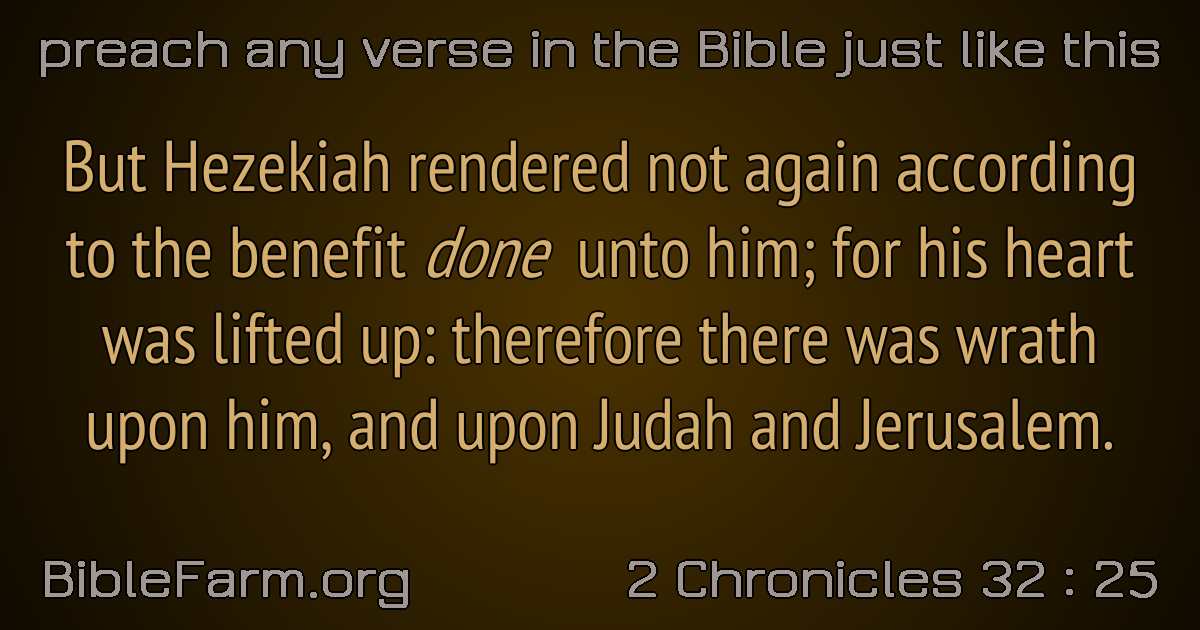 preach any verse in the Bible just like this
But Hezekiah rendered not again according
to the benefit done unto him; for his heart
was lifted up: therefore there was wrath
upon him, and upon Judah and Jerusalem.
BibleFarm.org
2 Chronicles 32 : 25